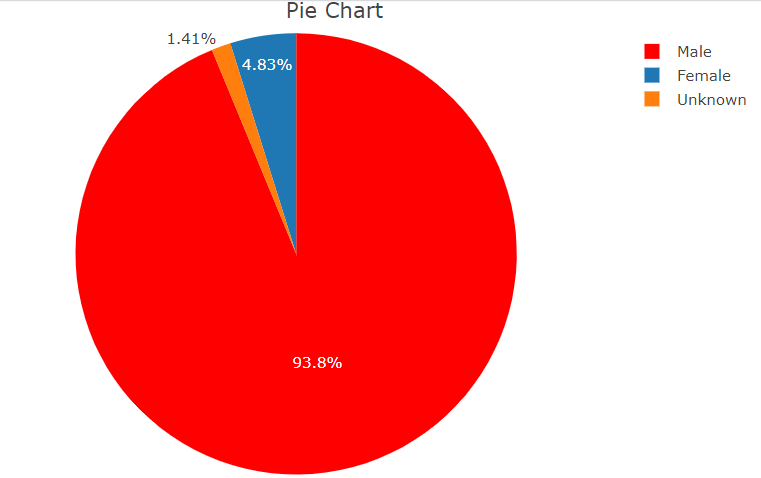 Pie Chart
1.41%
4.83%
93.8%
Male
Female
Unknown